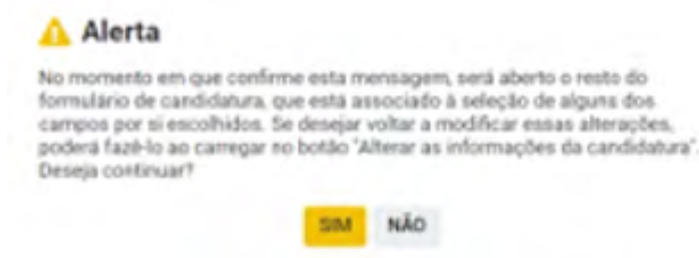 Alerta
No momento em que confirme esta mensagem, será aberto o resto do
formulário de candidatura, que está associado à seleção de alguns dos
campos por si escolhidos. Se desejar voltar a modificar essas alterações,
poderá fazê-lo ao carregar no botão "Alterar as informações da candidatura".
Deseja continuar?
SIM NÃO